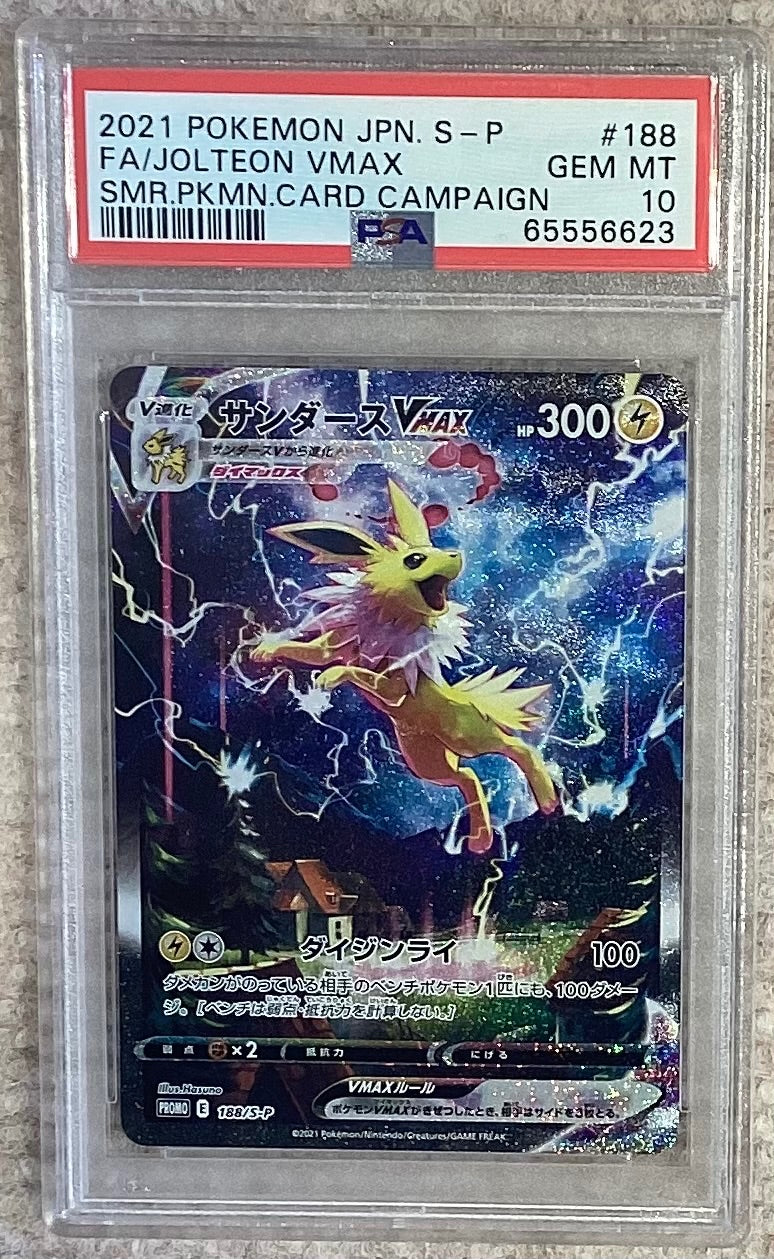 2021 POKEMON JPN. S-P #188
FA/JOLTEON VMAX GEM MT
SMR.PKMN.CARD CAMPAIGN 10
PSA 65556623
V進化 サンダースVMAX HP 300
サンダースVから進化
ダイマックス
ダイジンライ 100
ダメカンがのっている相手のベンチポケモン1匹にも、100ダメー
ジ。[ベンチは弱点・抵抗力を計算しない。]
弱点 ×2 抵抗力 にげる
Illus.Hasuno VMAXルール
PROMO E 188/S-P ポケモンVMAXがきぜつしたとき、相手はサイドを3枚とる。
©2021 Pokémon/Nintendo/Creatures/GAME FREAK